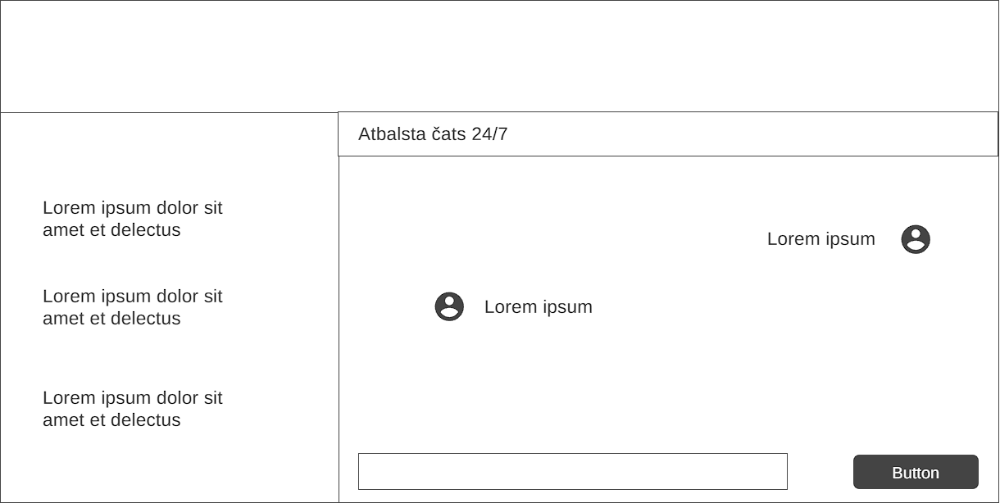 Atbalsta čats 24/7
Lorem ipsum dolor sit
amet et delectus
Lorem ipsum dolor sit
amet et delectus
Lorem ipsum dolor sit
amet et delectus
Lorem ipsum
Lorem ipsum
Button